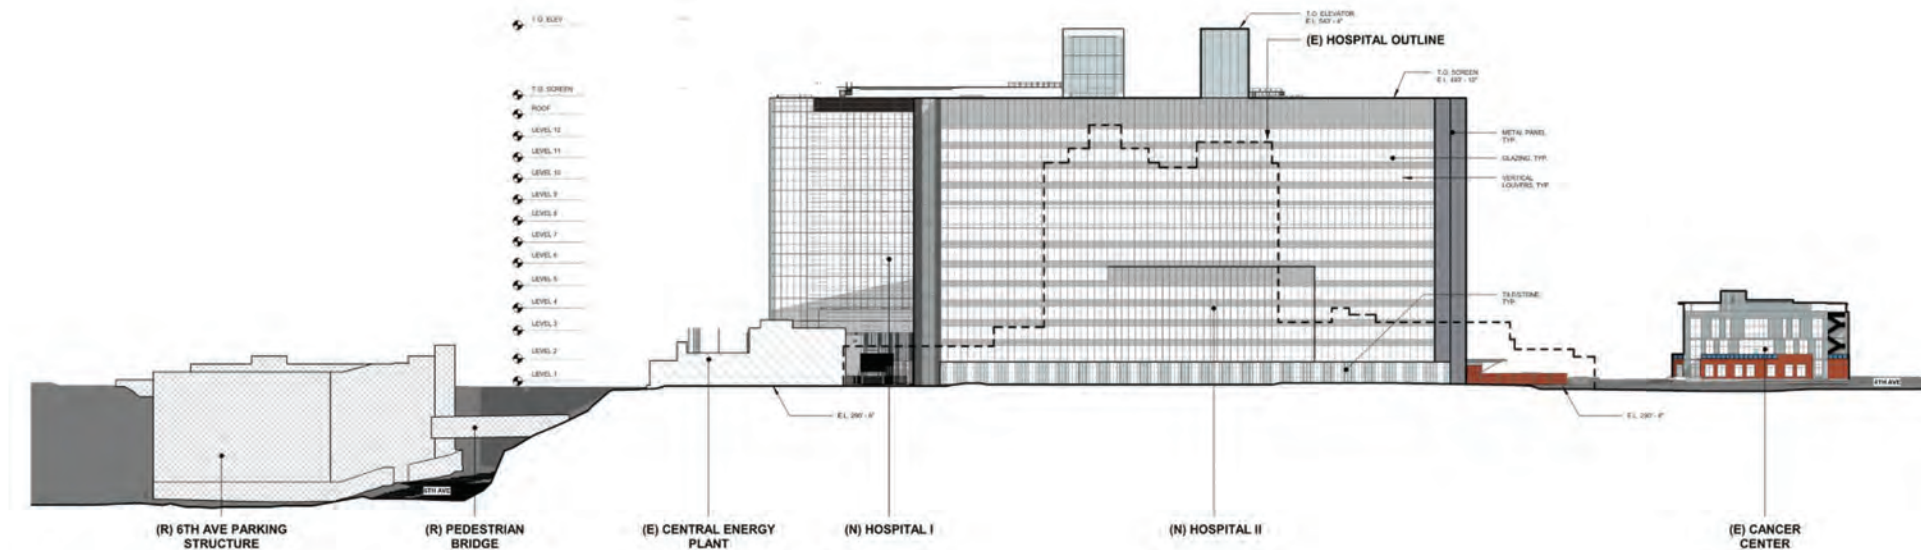 T.O. ELEV
T.O. SCREEN
ROOF
LEVEL 12
LEVEL 11
LEVEL 10
LEVEL 9
LEVEL 8
LEVEL 7
LEVEL 6
LEVEL 5
LEVEL 4
LEVEL 3
LEVEL 2
LEVEL 1
T.O. ELEVATOR
(E) HOSPITAL OUTLINE
T.O. SCREEN
METAL PANEL,
TYP.
GLAZING, TYP.
VERTICAL
LOUVERS, TYP.
TILE/STONE,
TYP.
4TH AVE
6TH AVE
(R) 6TH AVE PARKING
STRUCTURE
(R) PEDESTRIAN
BRIDGE
(E) CENTRAL ENERGY
PLANT
(N) HOSPITAL I
(N) HOSPITAL II
(E) CANCER
CENTER